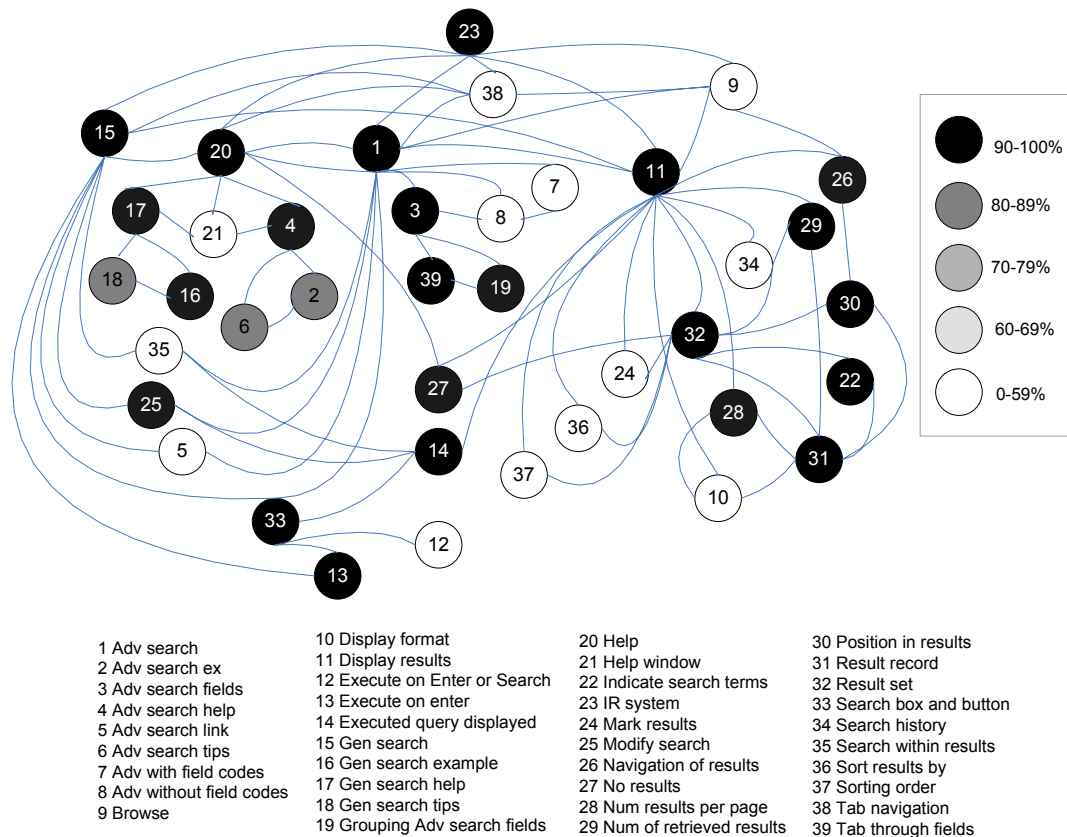 23
38
9
15
20
1
11
26
7
17
3
8
29
21
4
34
18
16
39
19
2
30
6
32
35
24
22
27
25
28
36
5
14
31
37
10
33
12
13
90-100%
80-89%
70-79%
60-69%
0-59%
1 Adv search
2 Adv search ex
3 Adv search fields
4 Adv search help
5 Adv search link
6 Adv search tips
7 Adv with field codes
8 Adv without field codes
9 Browse
10 Display format
11 Display results
12 Execute on Enter or Search
13 Execute on enter
14 Executed query displayed
15 Gen search
16 Gen search example
17 Gen search help
18 Gen search tips
19 Grouping Adv search fields
20 Help
21 Help window
22 Indicate search terms
23 IR system
24 Mark results
25 Modify search
26 Navigation of results
27 No results
28 Num results per page
29 Num of retrieved results
30 Position in results
31 Result record
32 Result set
33 Search box and button
34 Search history
35 Search within results
36 Sort results by
37 Sorting order
38 Tab navigation
39 Tab through fields